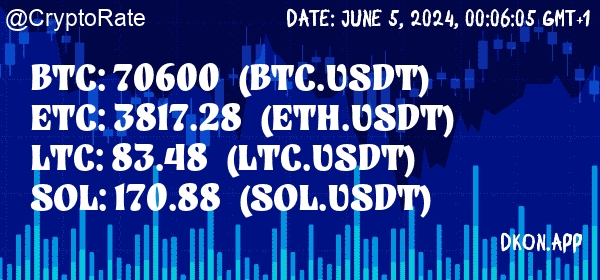 @CryptoRate
DATE: JUNE 5, 2024, 00:06:05 GMT+1
BTC: 70600 (BTC.USDT)
ETC: 3817.28 (ETH.USDT)
LTC: 83.48 (LTC.USDT)
SOL: 170.88 (SOL.USDT)
DKON.APP